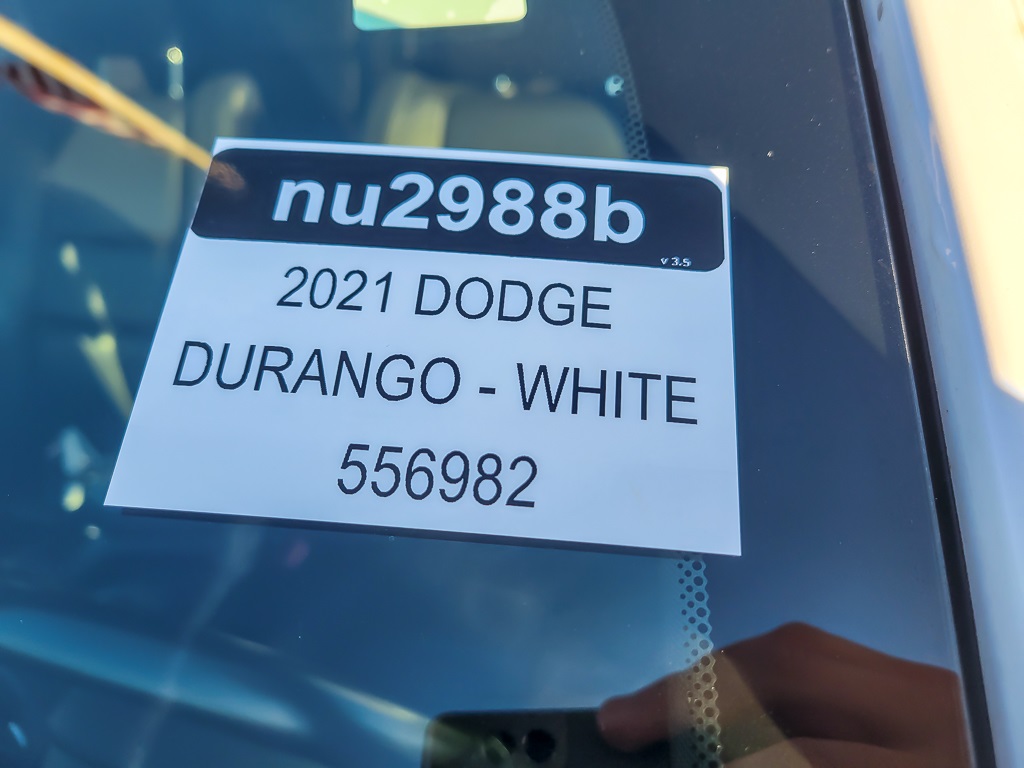 nu2988b
v 3.5
2021 DODGE
DURANGO - WHITE
556982